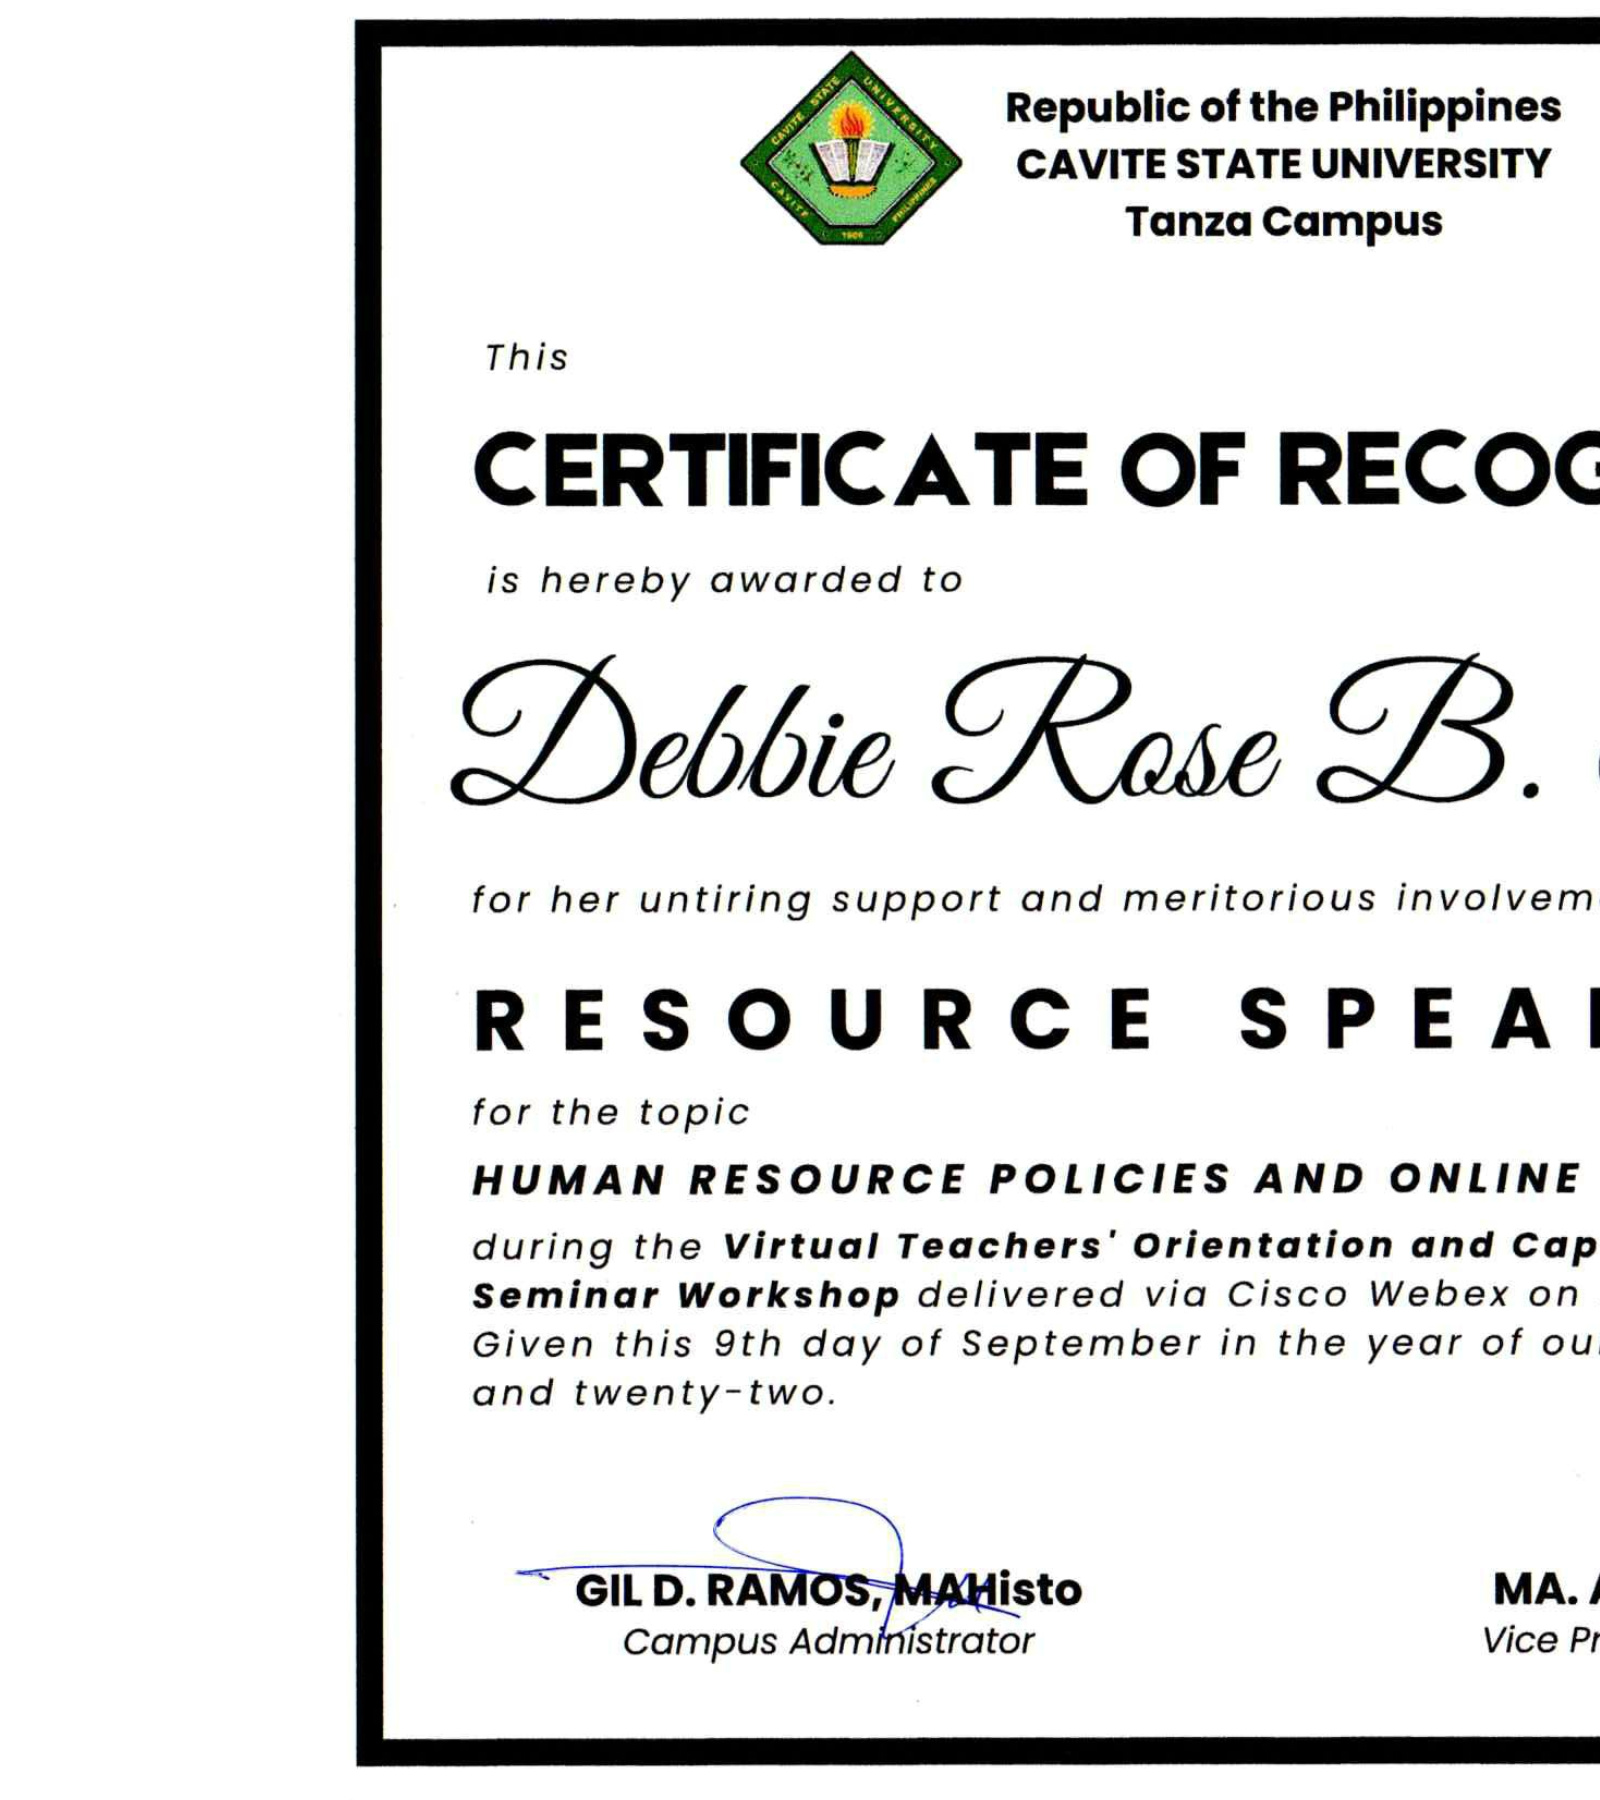 CAVITE STATE UNIVERSITY
CAVITE PHILIPPINES
1906
Republic of the Philippines
CAVITE STATE UNIVERSITY
Tanza Campus
This
CERTIFICATE OF RECOG
is hereby awarded to
Debbie Rose B.
for her untiring support and meritorious involvem
RESOURCE SPEA
for the topic
HUMAN RESOURCE POLICIES AND ONLINE
during the Virtual Teachers' Orientation and Cap
Seminar Workshop delivered via Cisco Webex on
Given this 9th day of September in the year of ou
and twenty-two.
GIL D. RAMOS, MAHisto
Campus Administrator
MA.
Vice Pr